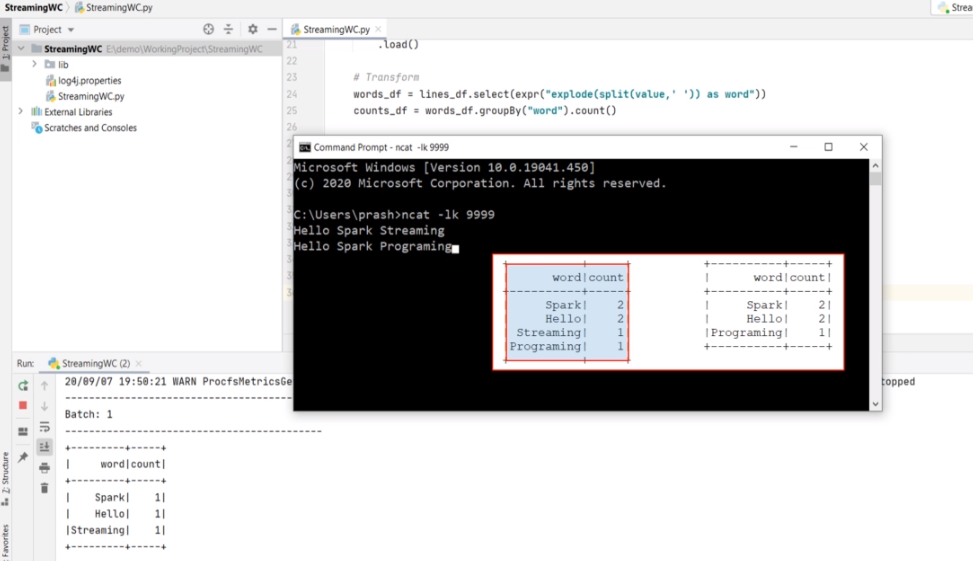 StreamingWC
StreamingWC.py
Strea
Project
StreamingWC.py
1: Project
StreamingWC E:\demo\WorkingProject\StreamingWC
lib
log4j.properties
StreamingWC.py
External Libraries
Scratches and Consoles
21 .load()
22
23 # Transform
24 words_df = lines_df.select(expr("explode(split(value,' ')) as word"))
25 counts_df = words_df.groupBy("word").count()
26
Command Prompt - ncat -lk 9999
Microsoft Windows [Version 10.0.19041.450]
(c) 2020 Microsoft Corporation. All rights reserved.
C:\Users\prash>ncat -lk 9999
Hello Spark Streaming
Hello Spark Programing
+----------+-----+
| word|count
+----------+-----+
| Spark| 2|
| Hello| 2|
| Streaming| 1|
|Programing| 1|
+----------+-----+
+----------+-----+
| word|count|
+----------+-----+
| Spark| 2|
| Hello| 2|
|Programing| 1|
+----------+-----+
Run: StreamingWC (2)
20/09/07 19:50:21 WARN ProcfsMetricsGe
topped
-------------------------------------------
Batch: 1
-------------------------------------------
+---------+-----+
| word|count|
+---------+-----+
| Spark| 1|
| Hello| 1|
|Streaming| 1|
+---------+-----+
Z: Structure
Favorites